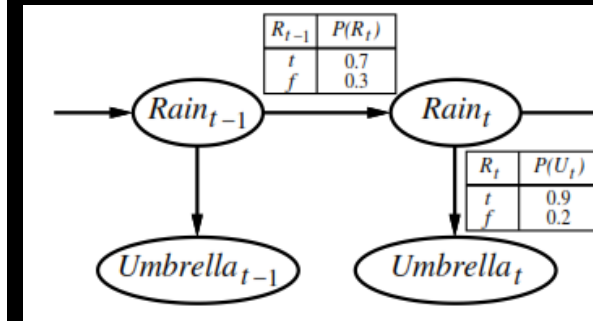 R_{t-1} P(R_t)
t 0.7
f 0.3
Rain_{t-1} Rain_t
R_t P(U_t)
t 0.9
f 0.2
Umbrella_{t-1} Umbrella_t